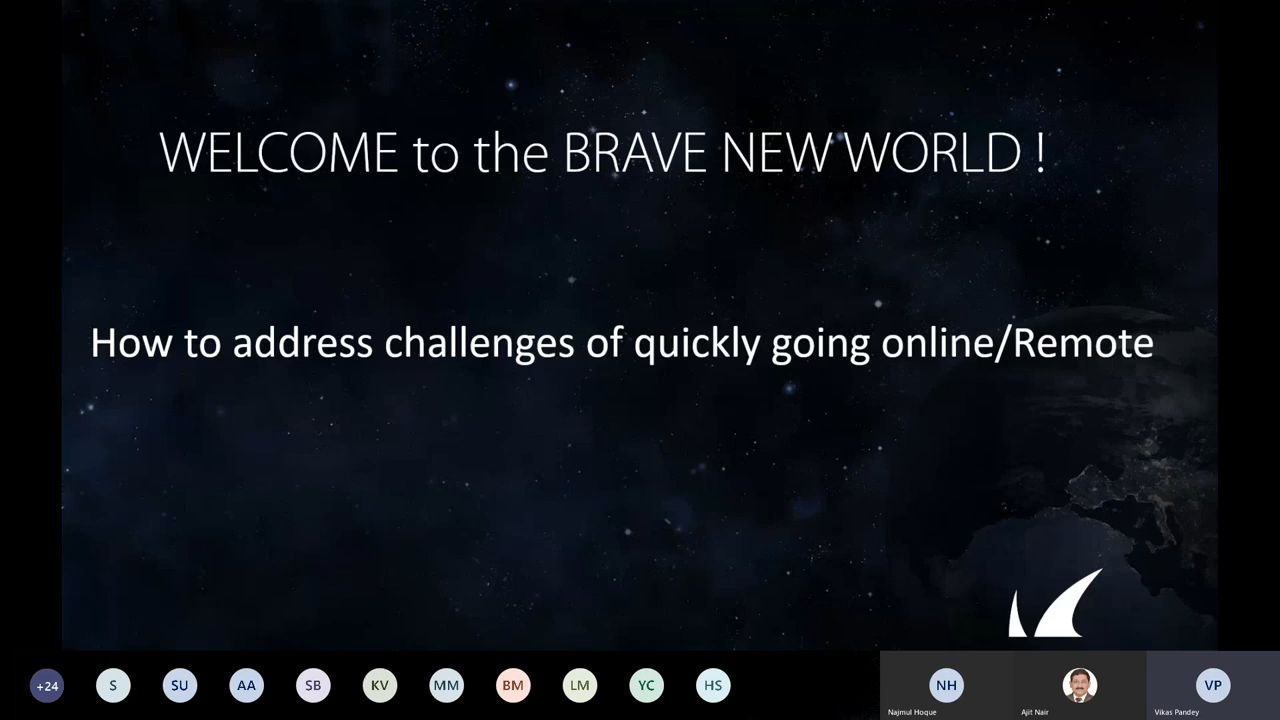 WELCOME to the BRAVE NEW WORLD !
How to address challenges of quickly going online/Remote
+24
S
SU
AA
SB
KV
MM
BM
LM
YC
HS
NH
VP
Najmul Hoque
Ajit Nair
Vikas Pandey